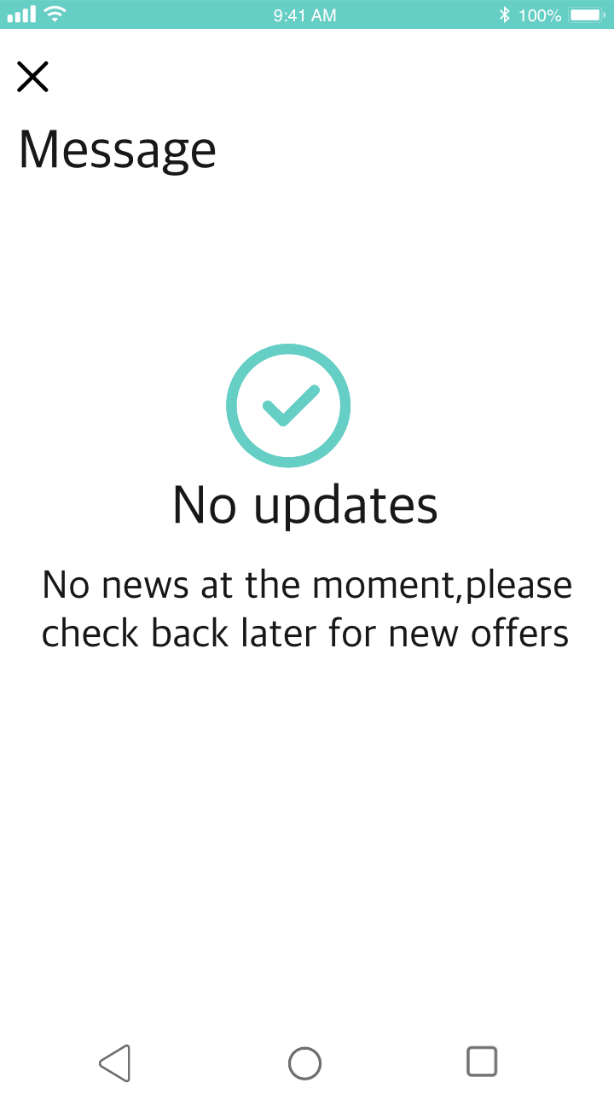 9:41 AM
100%
Message
No updates
No news at the moment,please
check back later for new offers